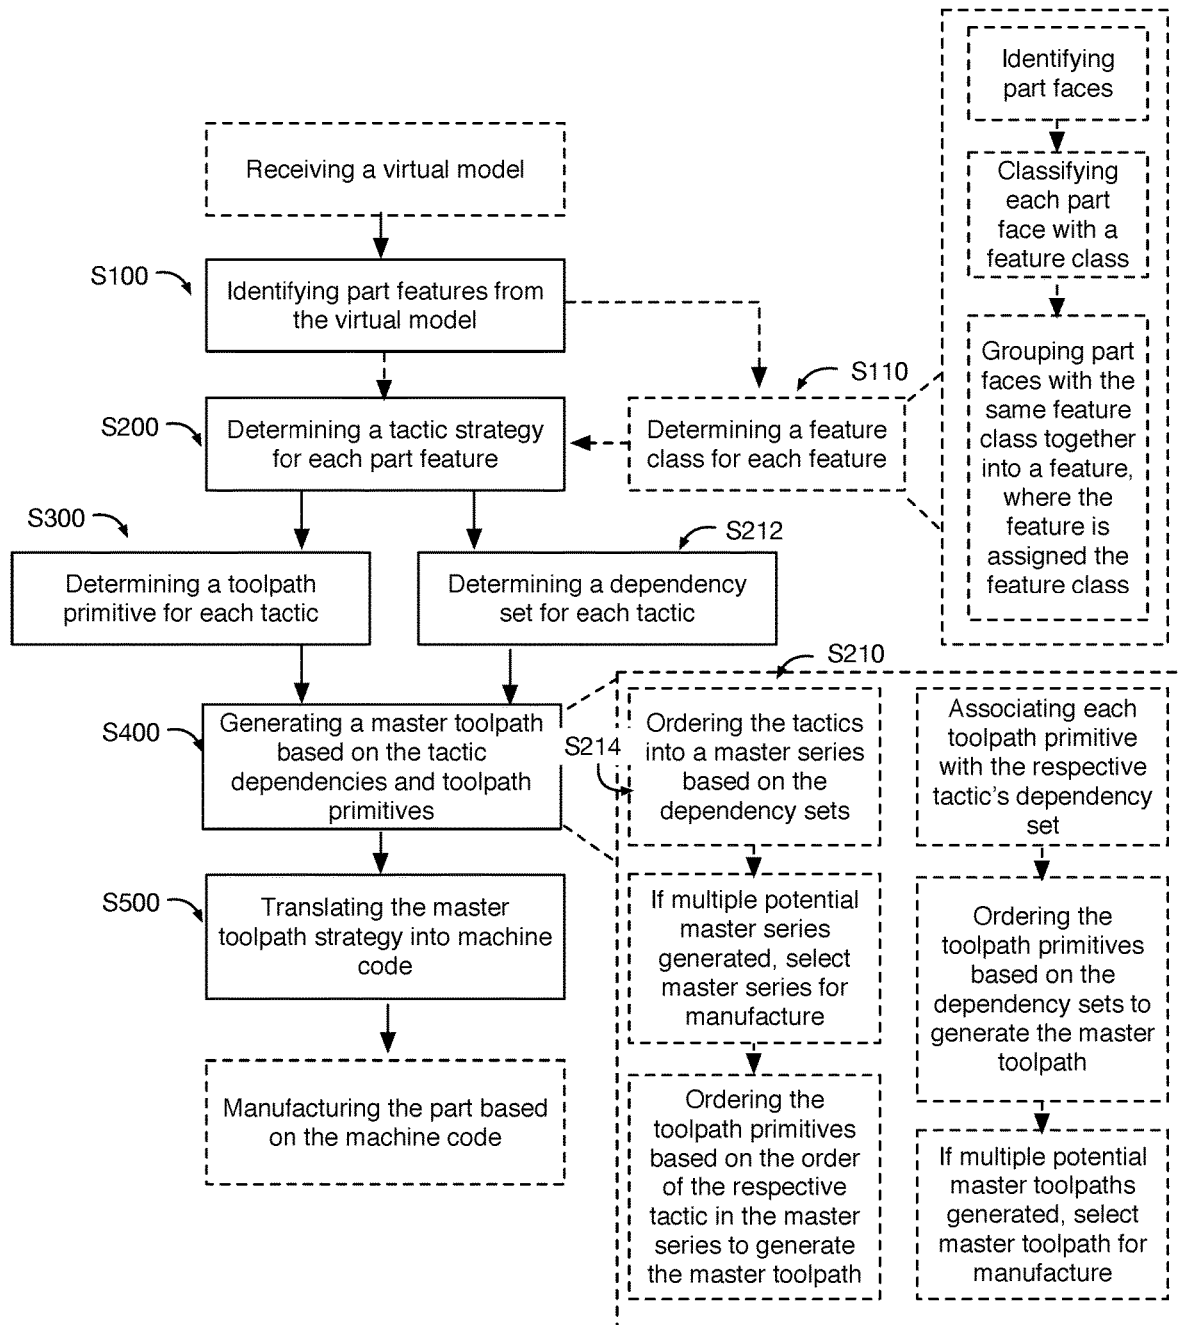 Receiving a virtual model
S100
Identifying part features from
the virtual model
S200
Determining a tactic strategy
for each part feature
S110
Determining a feature
class for each feature
Identifying
part faces
Classifying
each part
face with a
feature class
Grouping part
faces with the
same feature
class together
into a feature,
where the
feature is
assigned the
feature class
S300
Determining a toolpath
primitive for each tactic
S212
Determining a dependency
set for each tactic
S400
Generating a master toolpath
based on the tactic
dependencies and toolpath
primitives
S210
S214
Ordering the tactics
into a master series
based on the
dependency sets
If multiple potential
master series
generated, select
master series for
manufacture
Ordering the
toolpath primitives
based on the order
of the respective
tactic in the master
series to generate
the master toolpath
Associating each
toolpath primitive
with the respective
tactic's dependency
set
Ordering the
toolpath primitives
based on the
dependency sets to
generate the master
toolpath
If multiple potential
master toolpaths
generated, select
master toolpath for
manufacture
S500
Translating the master
toolpath strategy into machine
code
Manufacturing the part based
on the machine code